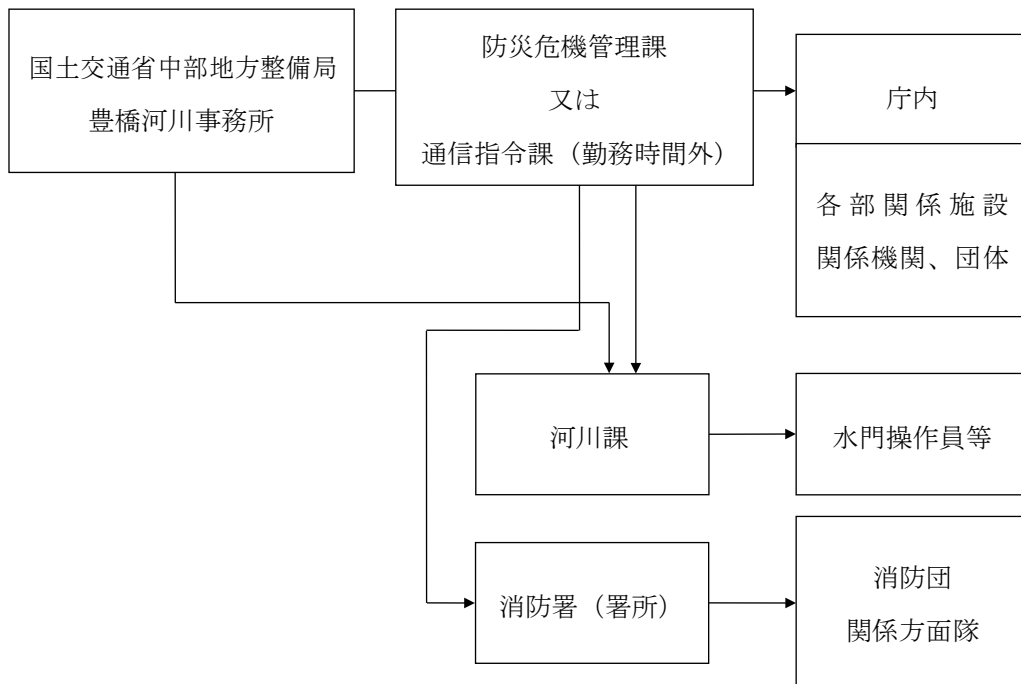 国土交通省中部地方整備局
豊橋河川事務所
防災危機管理課
又は
通信指令課（勤務時間外）
庁内
各部関係施設
関係機関、団体
河川課
水門操作員等
消防署（署所）
消防団
関係方面隊